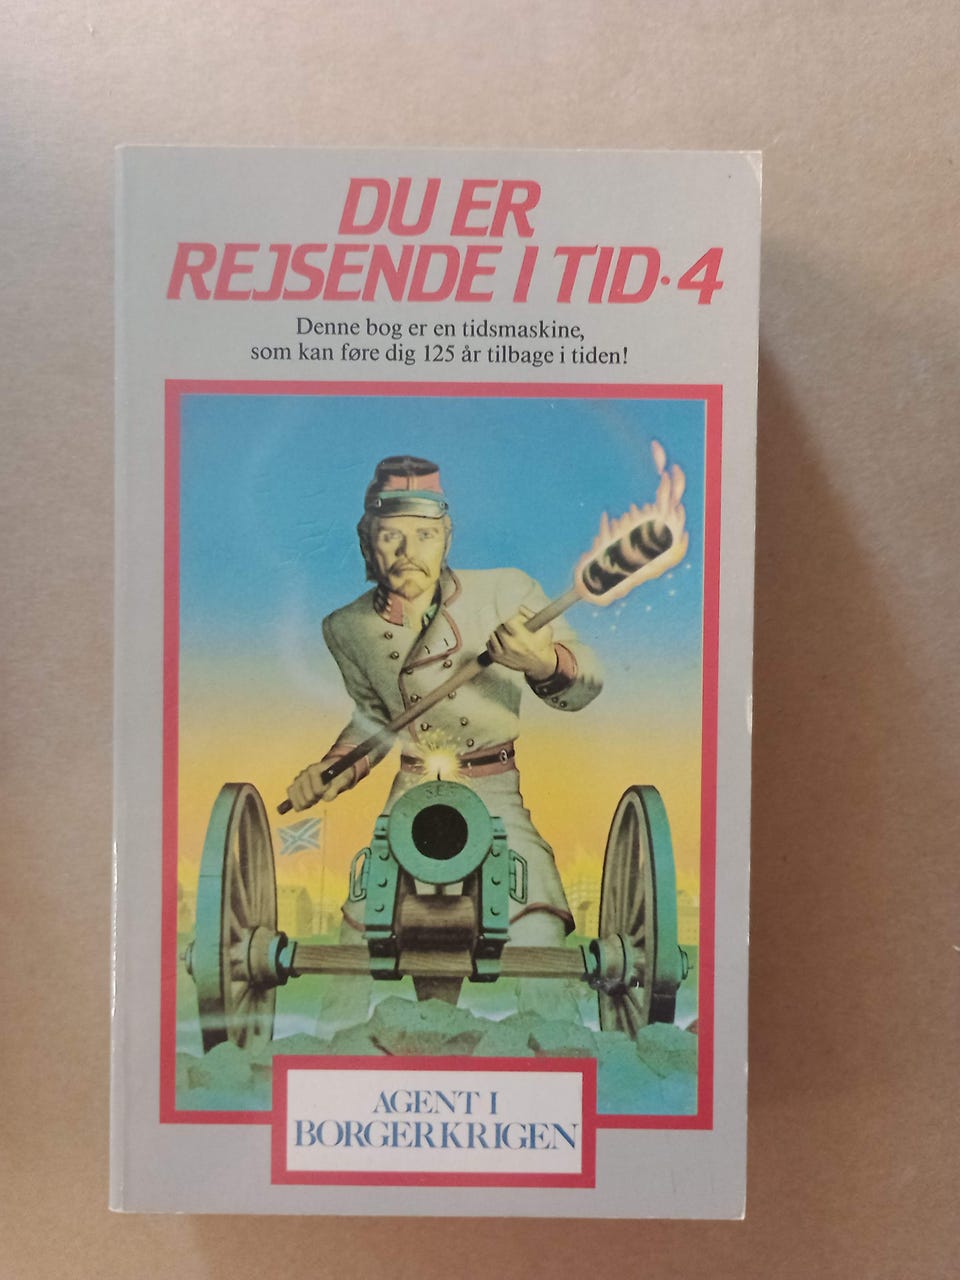 DU ER
REJSENDE I TID·4
Denne bog er en tidsmaskine,
som kan føre dig 125 år tilbage i tiden!
AGENT I
BORGERKRIGEN